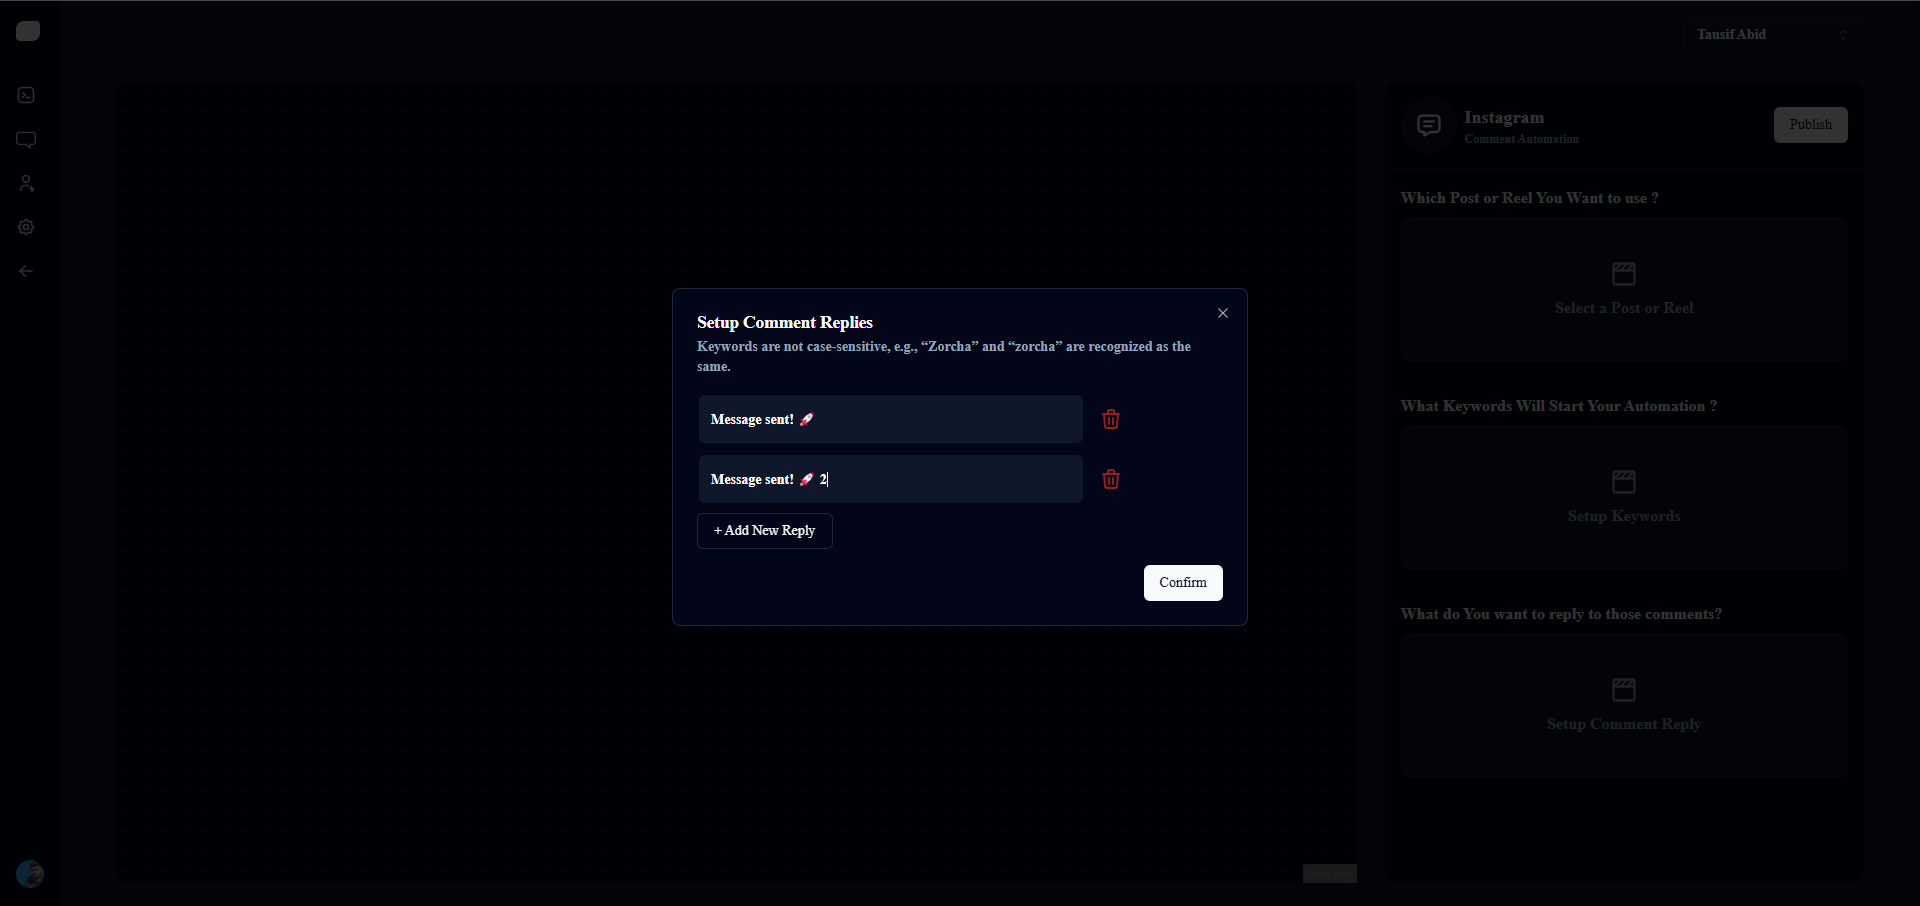 Tausif Abid
Instagram
Comment Automation
Publish
Which Post or Reel You Want to use ?
Select a Post or Reel
What Keywords Will Start Your Automation ?
Setup Keywords
What do You want to reply to those comments?
Setup Comment Reply
Setup Comment Replies
Keywords are not case-sensitive, e.g., “Zorcha” and “zorcha” are recognized as the
same.
Message sent! 🚀
Message sent! 🚀 2
+ Add New Reply
Confirm